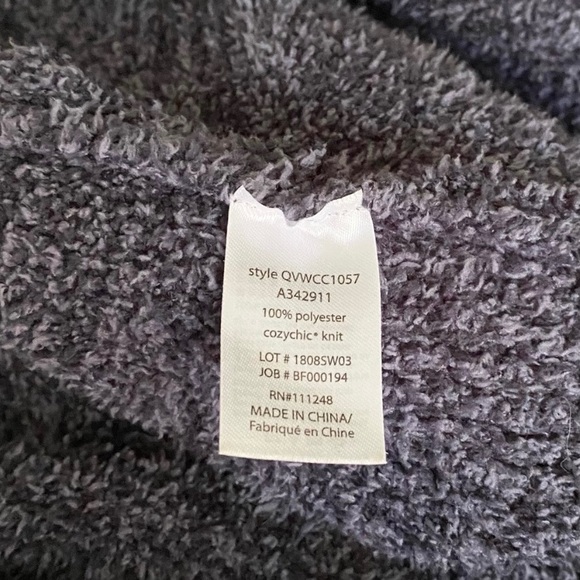 style QVWCC1057
A342911
100% polyester
cozychic® knit
LOT # 1808SW03
JOB # BF000194
RN#111248
MADE IN CHINA/
Fabriqué en Chine